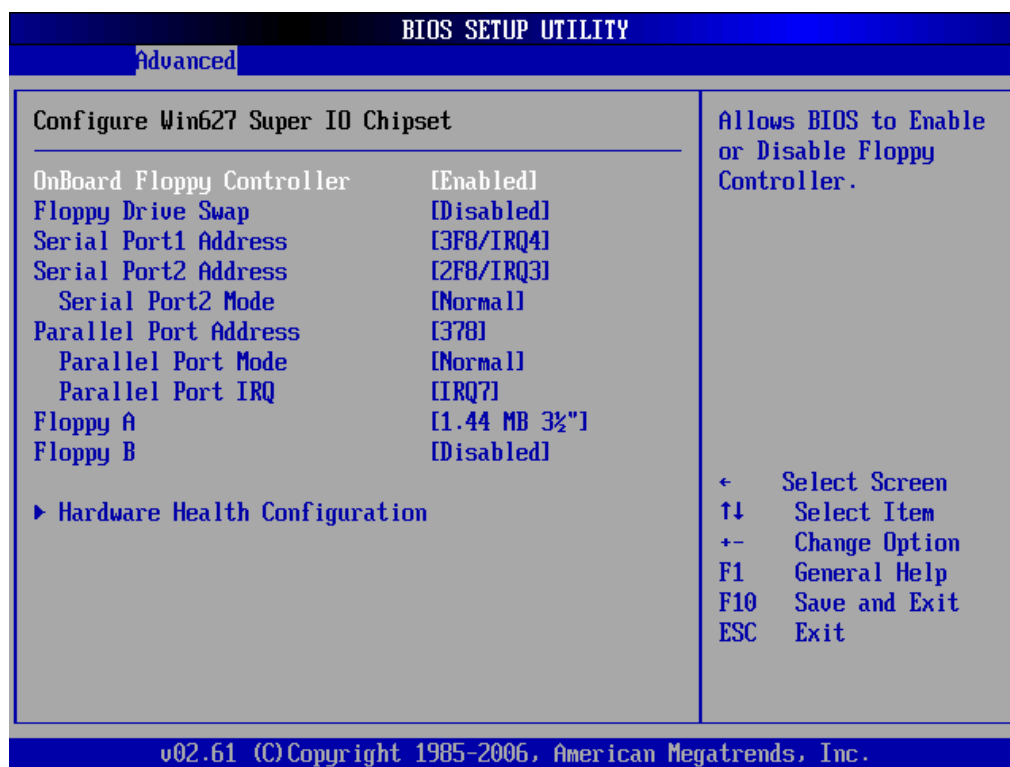 BIOS SETUP UTILITY
Advanced
Configure Win627 Super IO Chipset
OnBoard Floppy Controller [Enabled]
Floppy Drive Swap [Disabled]
Serial Port1 Address [3F8/IRQ4]
Serial Port2 Address [2F8/IRQ3]
Serial Port2 Mode [Normal]
Parallel Port Address [378]
Parallel Port Mode [Normal]
Parallel Port IRQ [IRQ7]
Floppy A [1.44 MB 3½"]
Floppy B [Disabled]
▶ Hardware Health Configuration
Allows BIOS to Enable
or Disable Floppy
Controller.
← Select Screen
↑↓ Select Item
+- Change Option
F1 General Help
F10 Save and Exit
ESC Exit
v02.61 (C)Copyright 1985-2006, American Megatrends, Inc.